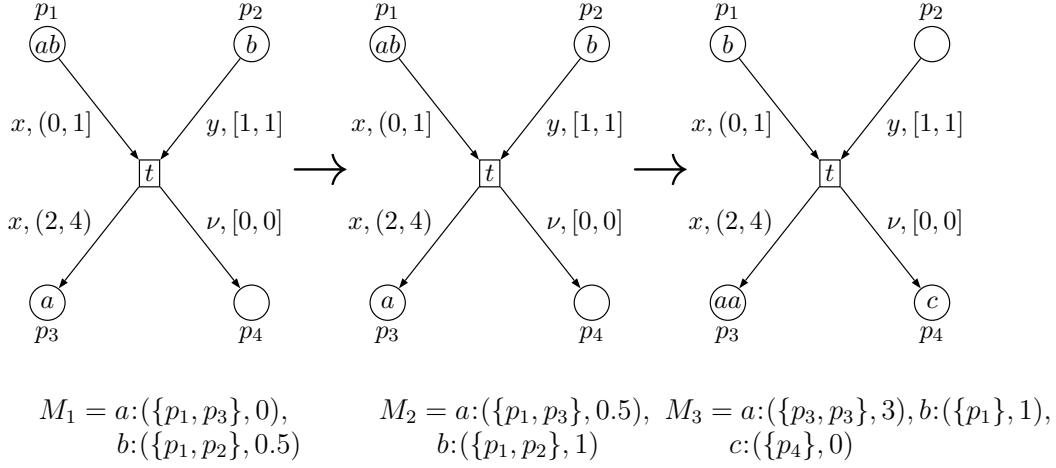 p₁ p₂ p₁ p₂ p₁ p₂
ab b ab b b
x, (0, 1] y, [1, 1] x, (0, 1] y, [1, 1] x, (0, 1] y, [1, 1]
t → t → t
x, (2, 4) ν, [0, 0] x, (2, 4) ν, [0, 0] x, (2, 4) ν, [0, 0]
a a aa c
p₃ p₄ p₃ p₄ p₃ p₄
M₁ = a:({p₁, p₃}, 0),
b:({p₁, p₂}, 0.5)
M₂ = a:({p₁, p₃}, 0.5),
b:({p₁, p₂}, 1)
M₃ = a:({p₃, p₃}, 3), b:({p₁}, 1),
c:({p₄}, 0)